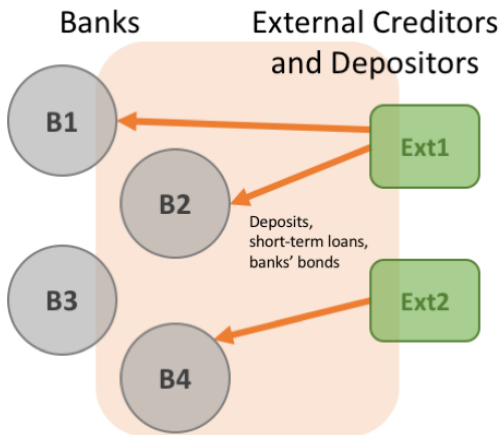 Banks
External Creditors
and Depositors
B1
Ext1
B2
Deposits,
short-term loans,
banks' bonds
B3
Ext2
B4